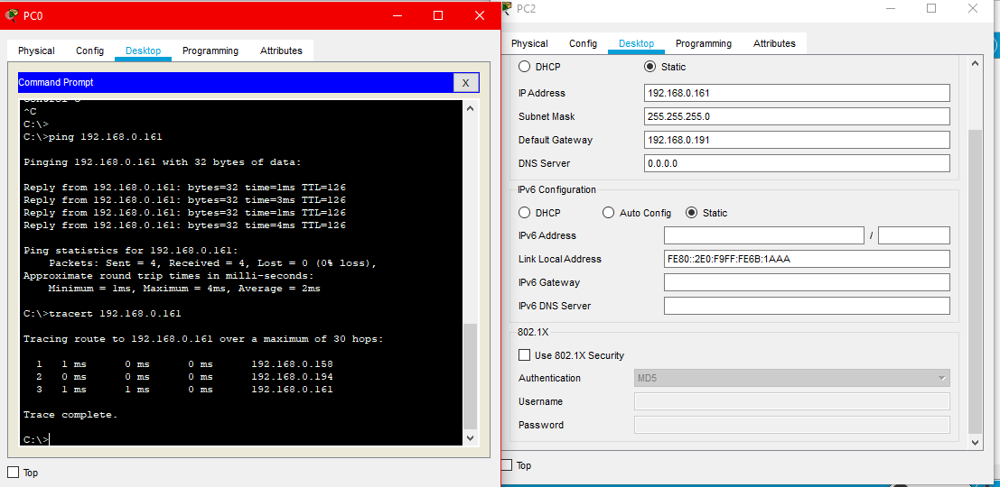 PC0
Physical Config Desktop Programming Attributes
Command Prompt X
^C
C:\>
C:\>ping 192.168.0.161
Pinging 192.168.0.161 with 32 bytes of data:
Reply from 192.168.0.161: bytes=32 time=1ms TTL=126
Reply from 192.168.0.161: bytes=32 time=3ms TTL=126
Reply from 192.168.0.161: bytes=32 time=1ms TTL=126
Reply from 192.168.0.161: bytes=32 time=4ms TTL=126
Ping statistics for 192.168.0.161:
Packets: Sent = 4, Received = 4, Lost = 0 (0% loss),
Approximate round trip times in milli-seconds:
Minimum = 1ms, Maximum = 4ms, Average = 2ms
C:\>tracert 192.168.0.161
Tracing route to 192.168.0.161 over a maximum of 30 hops:
1 1 ms 0 ms 0 ms 192.168.0.158
2 0 ms 0 ms 0 ms 192.168.0.194
3 1 ms 1 ms 0 ms 192.168.0.161
Trace complete.
C:\>
Top
PC2
Physical Config Desktop Programming Attributes
DHCP Static
IP Address 192.168.0.161
Subnet Mask 255.255.255.0
Default Gateway 192.168.0.191
DNS Server 0.0.0.0
IPv6 Configuration
DHCP Auto Config Static
IPv6 Address /
Link Local Address FE80::2E0:F9FF:FE6B:1AAA
IPv6 Gateway
IPv6 DNS Server
802.1X
Use 802.1X Security
Authentication MD5
Username
Password
Top